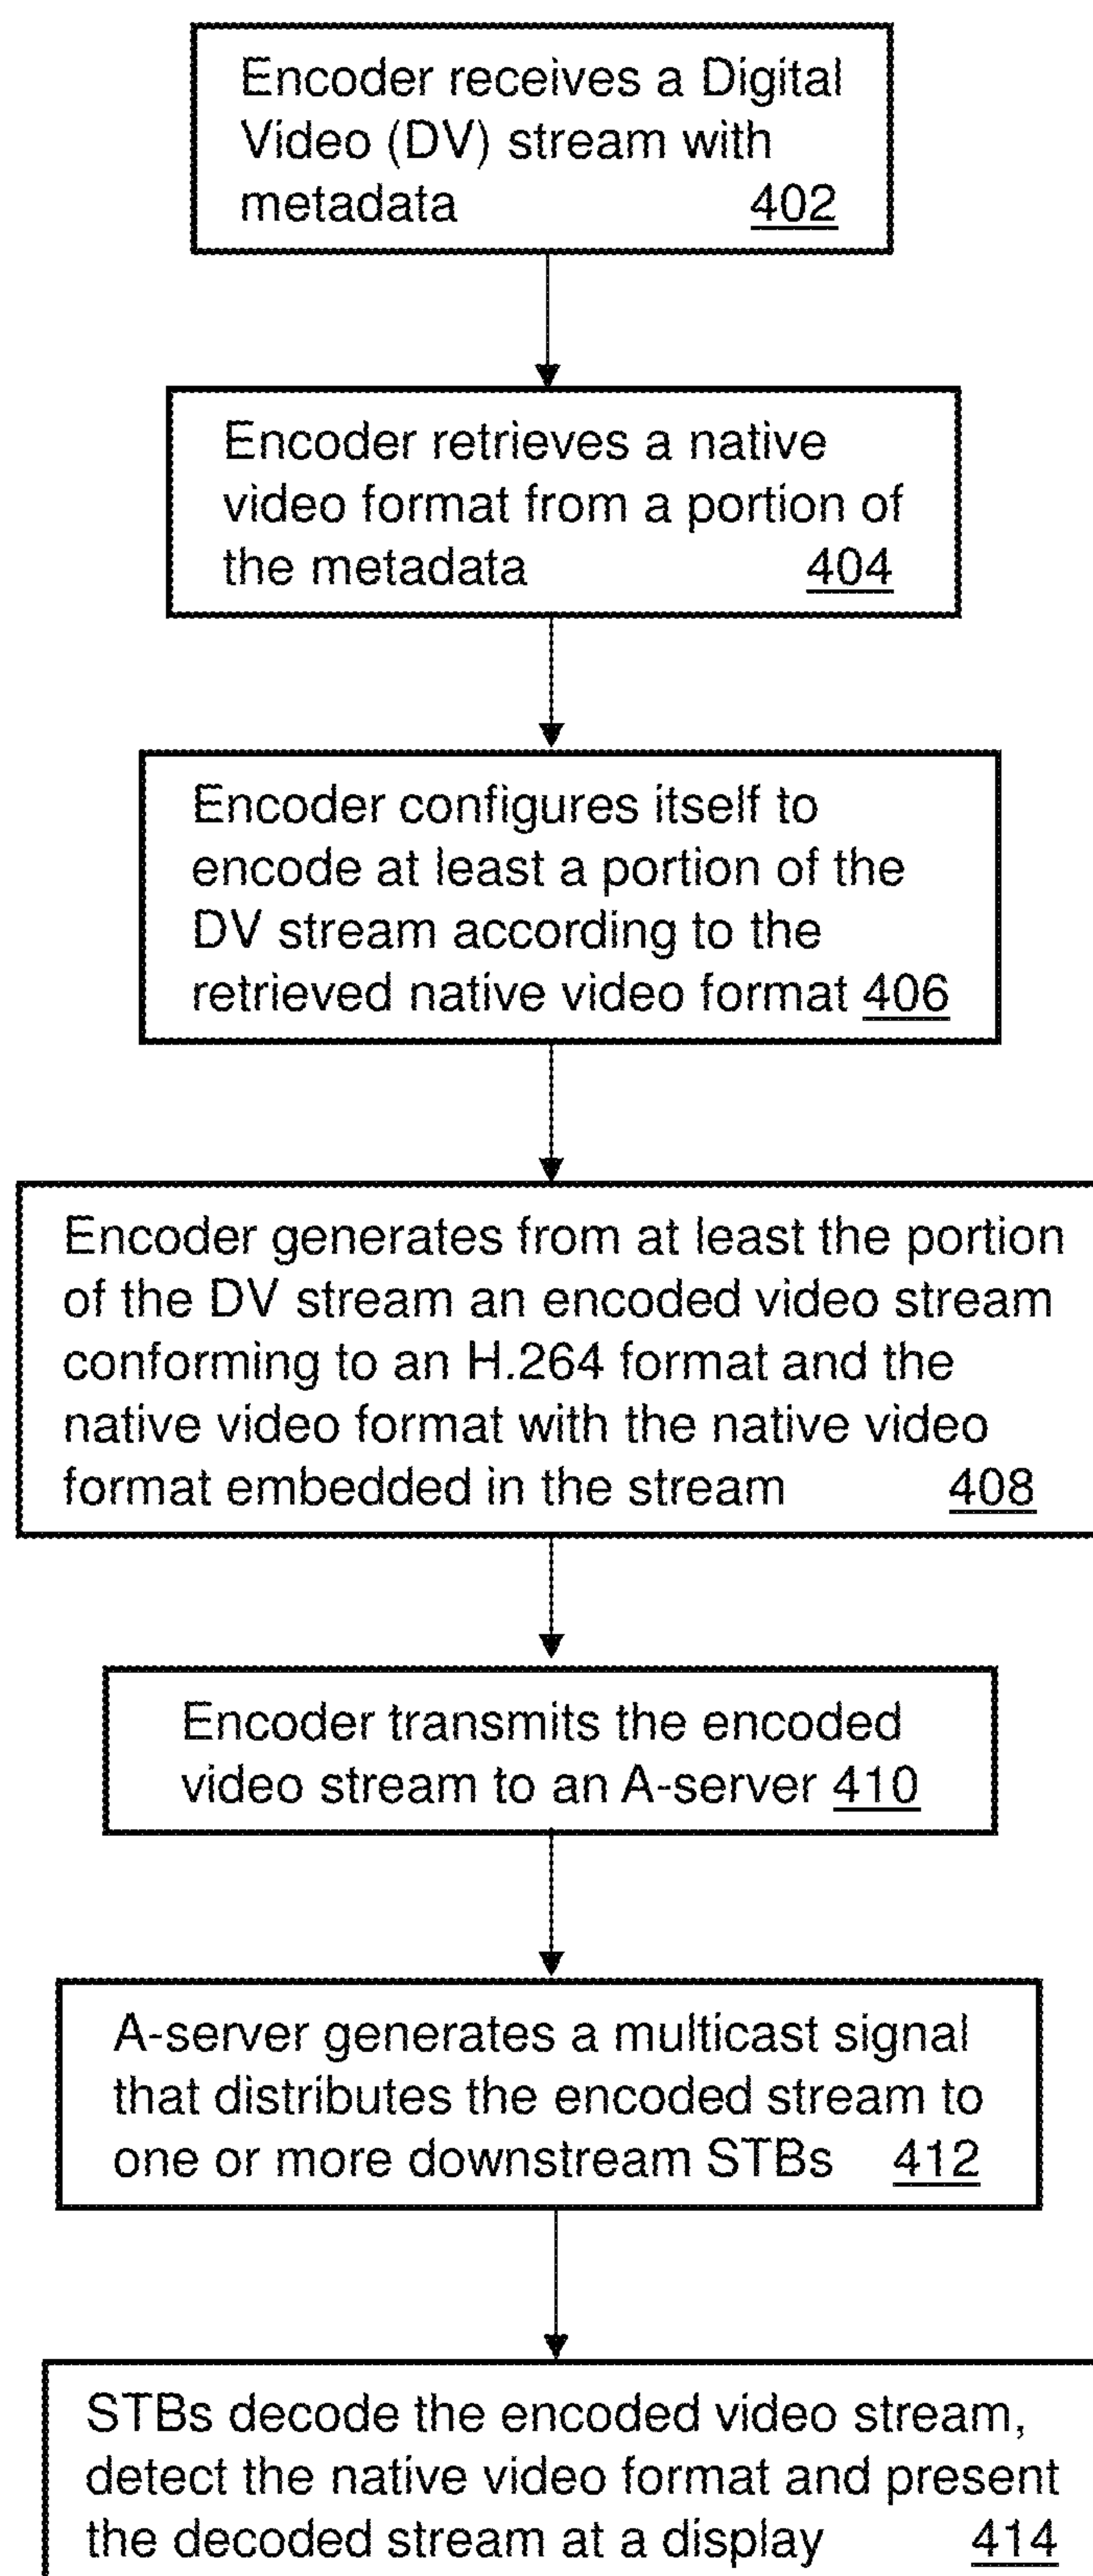 Encoder receives a Digital
Video (DV) stream with
metadata 402
Encoder retrieves a native
video format from a portion of
the metadata 404
Encoder configures itself to
encode at least a portion of the
DV stream according to the
retrieved native video format 406
Encoder generates from at least the portion
of the DV stream an encoded video stream
conforming to an H.264 format and the
native video format with the native video
format embedded in the stream 408
Encoder transmits the encoded
video stream to an A-server 410
A-server generates a multicast signal
that distributes the encoded stream to
one or more downstream STBs 412
STBs decode the encoded video stream,
detect the native video format and present
the decoded stream at a display 414